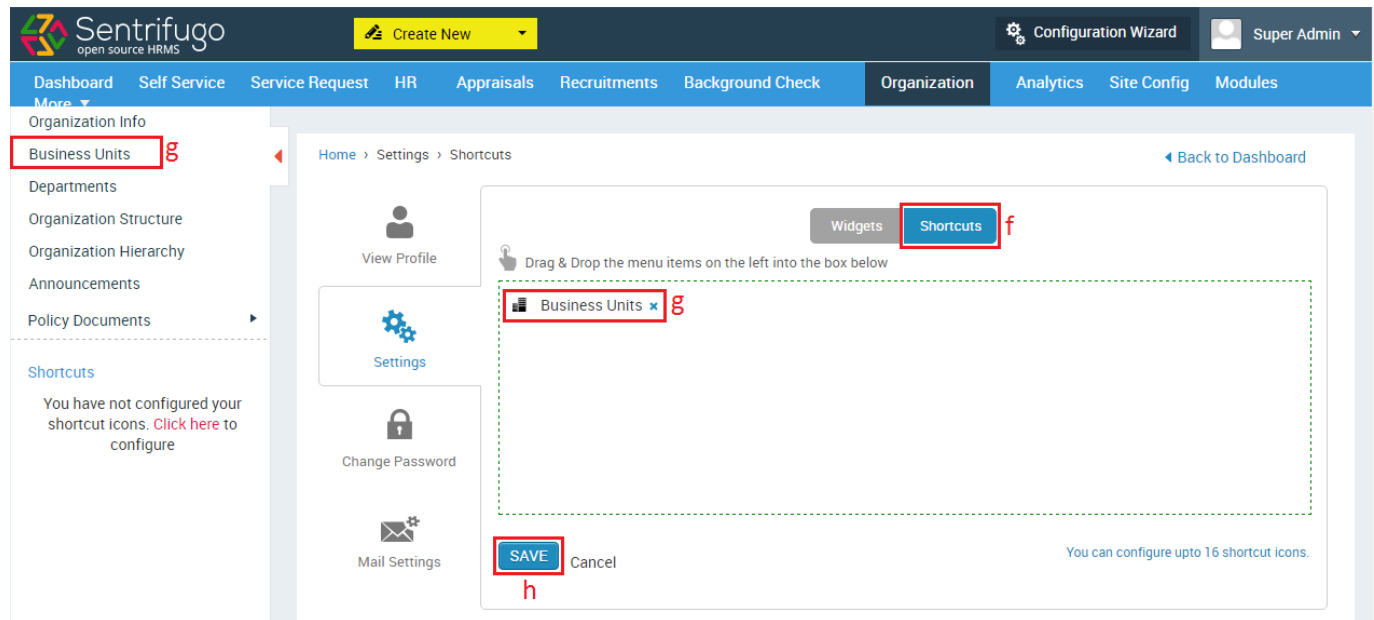 Sentrifugo
open source HRMS
Create New
Configuration Wizard
Super Admin
Dashboard Self Service Service Request HR Appraisals Recruitments Background Check Organization Analytics Site Config Modules
More
Organization Info
Business Units g
Departments
Organization Structure
Organization Hierarchy
Announcements
Policy Documents
Shortcuts
You have not configured your
shortcut icons. Click here to
configure
Home › Settings › Shortcuts
Back to Dashboard
View Profile
Settings
Change Password
Mail Settings
Widgets Shortcuts f
Drag & Drop the menu items on the left into the box below
Business Units × g
SAVE Cancel
h
You can configure upto 16 shortcut icons.